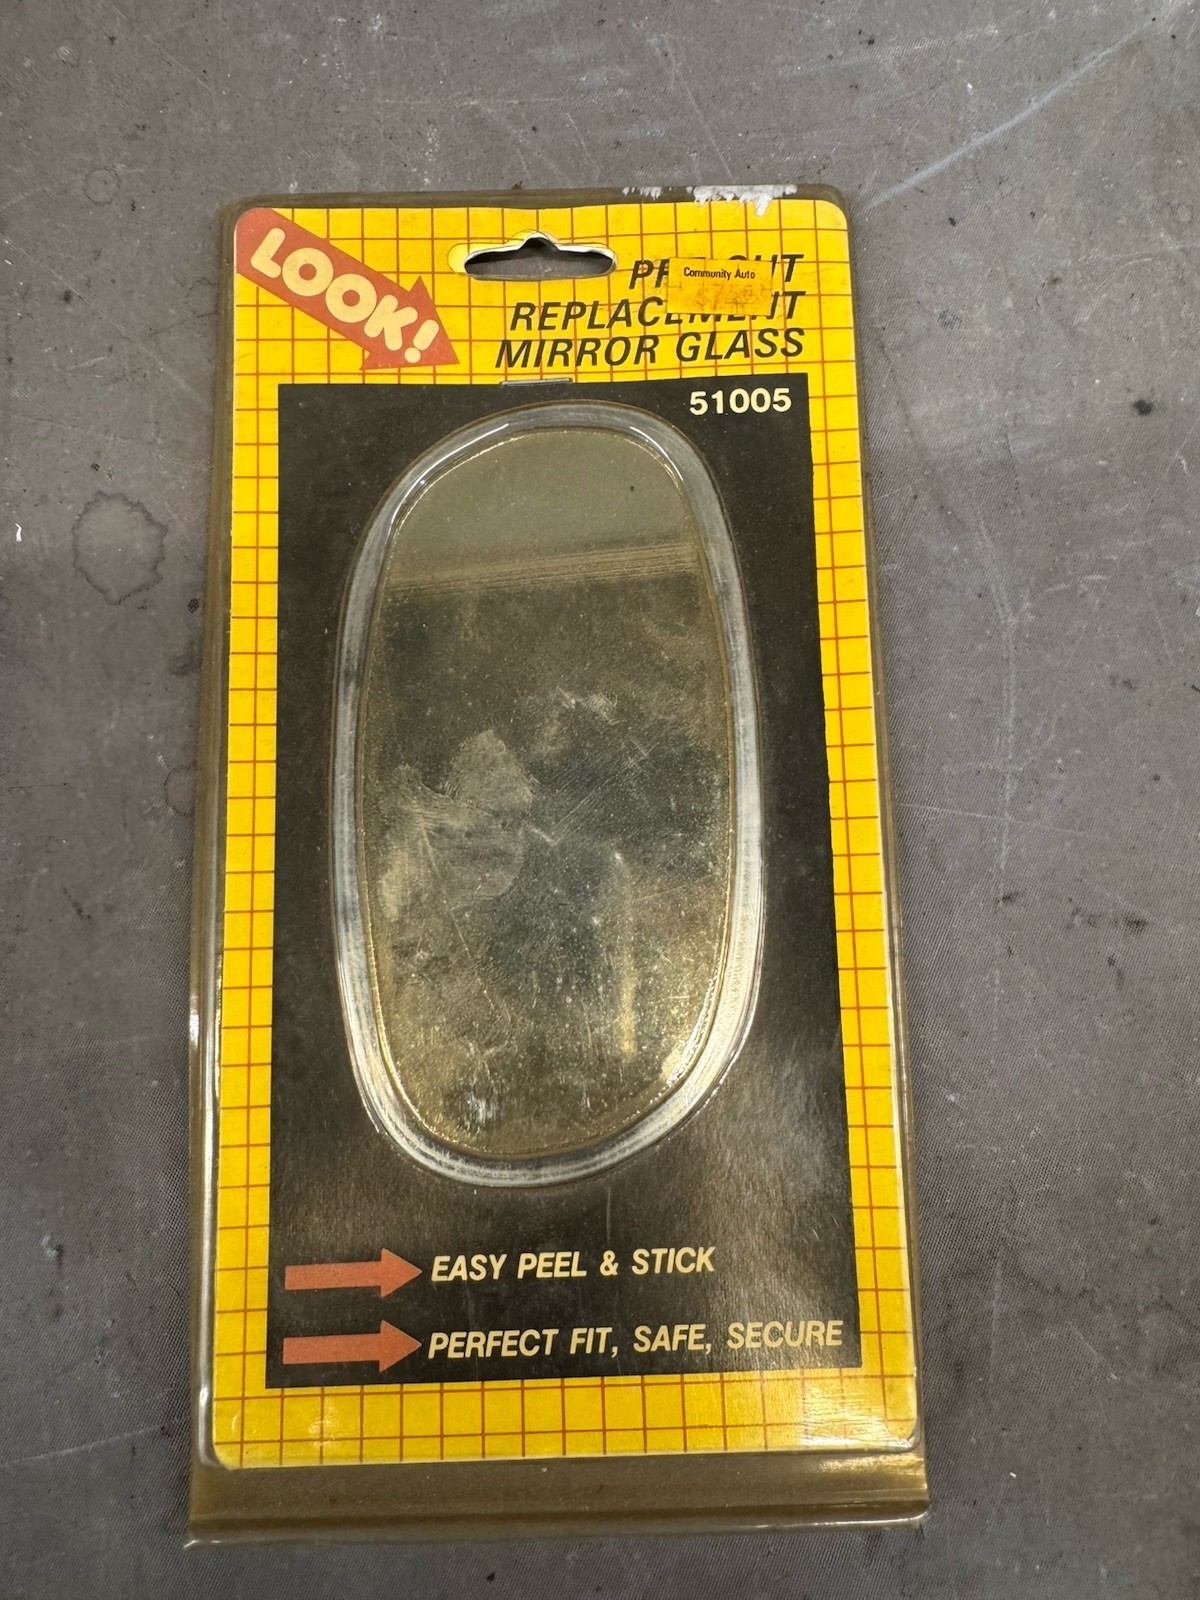 LOOK!
Community Auto
REPLACEMENT
MIRROR GLASS
51005
EASY PEEL & STICK
PERFECT FIT, SAFE, SECURE